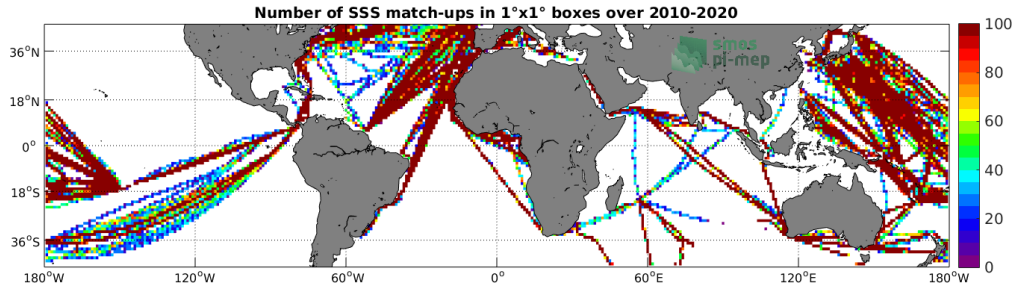 Number of SSS match-ups in 1°x1° boxes over 2010-2020
100
36°N
smos
pi-mep
80
18°N
60
0°
40
18°S
20
36°S
0
180°W 120°W 60°W 0° 60°E 120°E 180°W